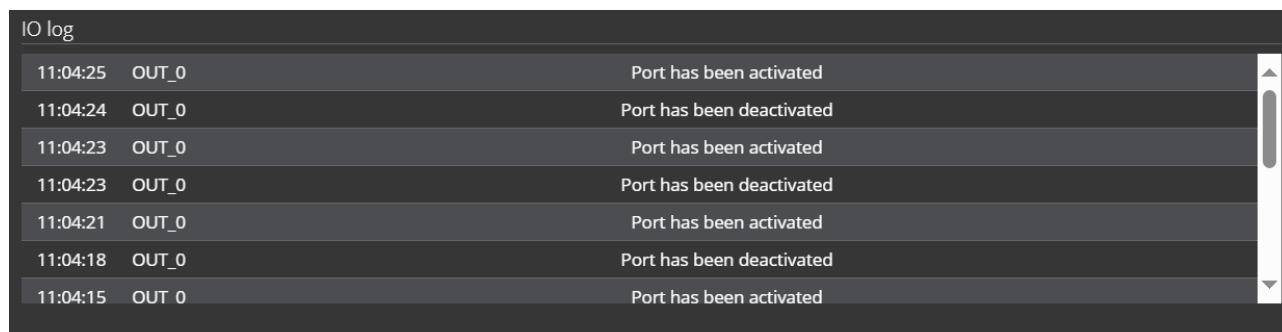 IO log
11:04:25 OUT_0 Port has been activated
11:04:24 OUT_0 Port has been deactivated
11:04:23 OUT_0 Port has been activated
11:04:23 OUT_0 Port has been deactivated
11:04:21 OUT_0 Port has been activated
11:04:18 OUT_0 Port has been deactivated
11:04:15 OUT_0 Port has been activated